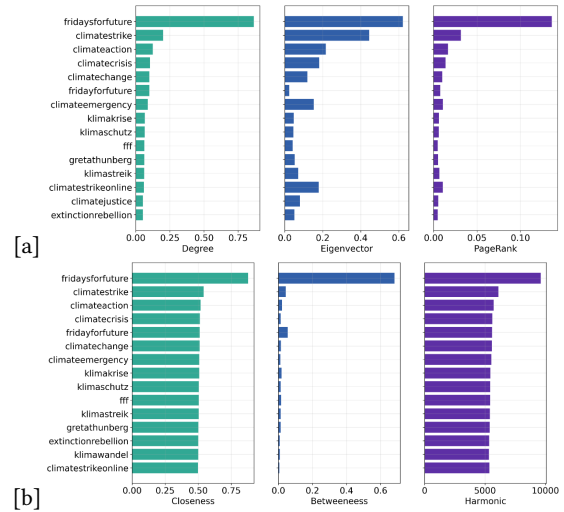 fridaysforfuture
climatestrike
climateaction
climatecrisis
climatechange
fridayforfuture
climateemergency
klimakrise
klimaschutz
fff
gretathunberg
klimastreik
climatestrikeonline
climatejustice
extinctionrebellion
0.00 0.25 0.50 0.75 0.0 0.2 0.4 0.6 0.00 0.05 0.10
[a] Degree Eigenvector PageRank
fridaysforfuture
climatestrike
climateaction
climatecrisis
fridayforfuture
climatechange
climateemergency
klimakrise
klimaschutz
fff
klimastreik
gretathunberg
extinctionrebellion
klimawandel
climatestrikeonline
0.00 0.25 0.50 0.75 0.0 0.2 0.4 0.6 0 5000 10000
[b] Closeness Betweeneess Harmonic